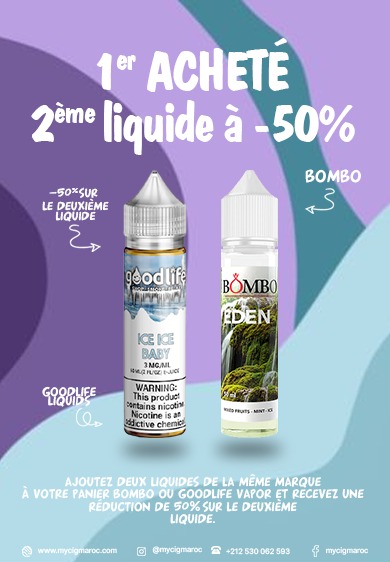 1er ACHETÉ
2ème liquide à -50%
BOMBO
-50% SUR
LE DEUXIÈME
LIQUIDE
goodlife
ICE ICE
BABY
3 MG/ML
WARNING:
This product
contains nicotine
Nicotine is an
addictive chemical
BOMBO
EDEN
MIXED FRUITS - MINT - ICE
GOODLIFE
LIQUIDS
AJOUTEZ DEUX LIQUIDES DE LA MÊME MARQUE
À VOTRE PANIER BOMBO OU GOODLIFE VAPOR ET RECEVEZ UNE
RÉDUCTION DE 50% SUR LE DEUXIÈME
LIQUIDE.
www.mycigmaroc.com @mycigmaroc +212 530 062 593 mycigmaroc.com